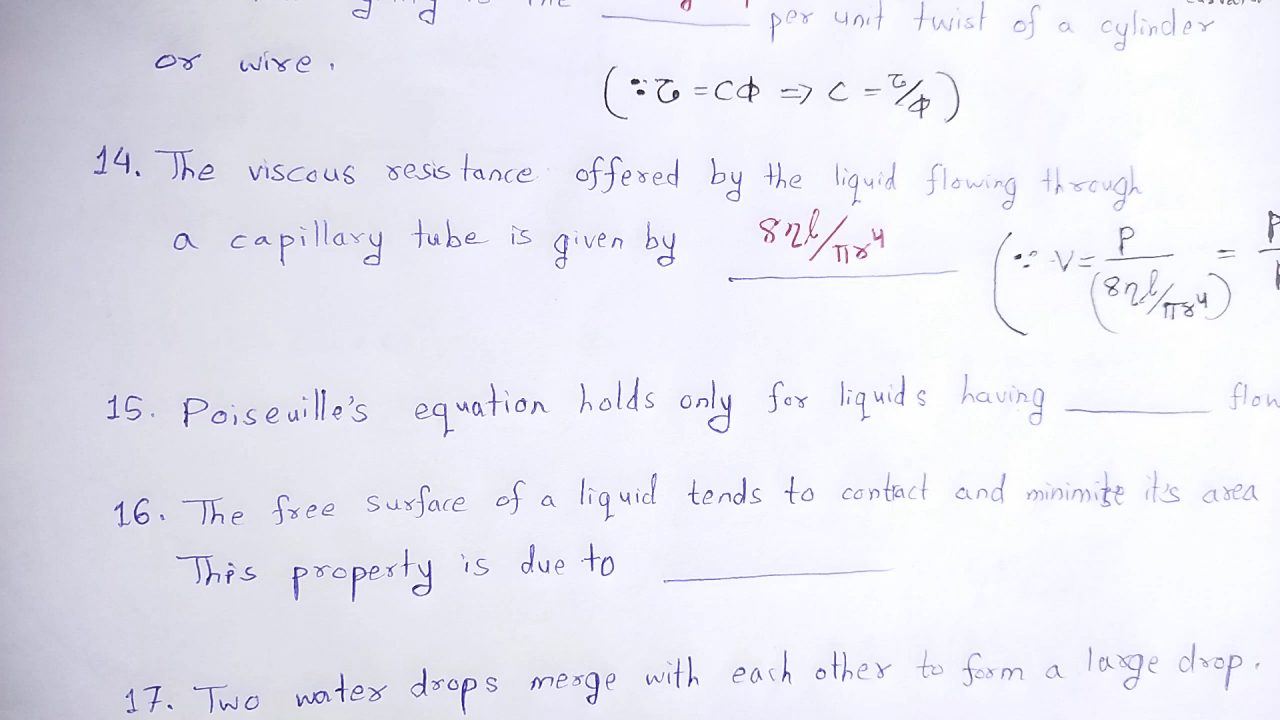 per unit twist of a cylinder
or wire.
(∵ τ = CΦ ⇒ C = τ/Φ)
14. The viscous resistance offered by the liquid flowing through
a capillary tube is given by 8ηl/πr⁴ (∵ V = P/(8ηl/πr⁴) =
15. Poiseuille's equation holds only for liquids having ______ flow
16. The free surface of a liquid tends to contact and minimize it's area
This property is due to ______
17. Two water drops merge with each other to form a large drop.